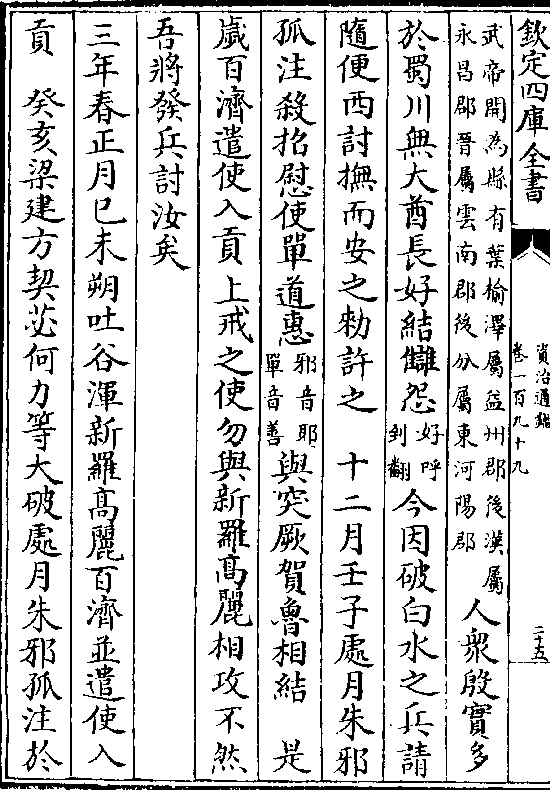 欽定四庫全書
資治通鑑
卷一百九十九
二十五
武帝開為縣有葉榆澤屬益州郡後漢屬
永昌郡晉屬雲南郡後分屬東河陽郡
人衆殷實多
於蜀川無大酋長好結讎怨
好呼
到翻
今因破白水之兵請
隨便西討撫而安之敕許之 十二月壬子處月朱邪
孤注殺招慰使單道惠
邪音耶
單音善
與突厥賀魯相結 是
歲百濟遣使入貢上戒之使勿與新羅高麗相攻不然
吾將發兵討汝矣
三年春正月巳未朔吐谷渾新羅高麗百濟並遣使入
貢 癸亥梁建方契苾何力等大破處月朱邪孤注於